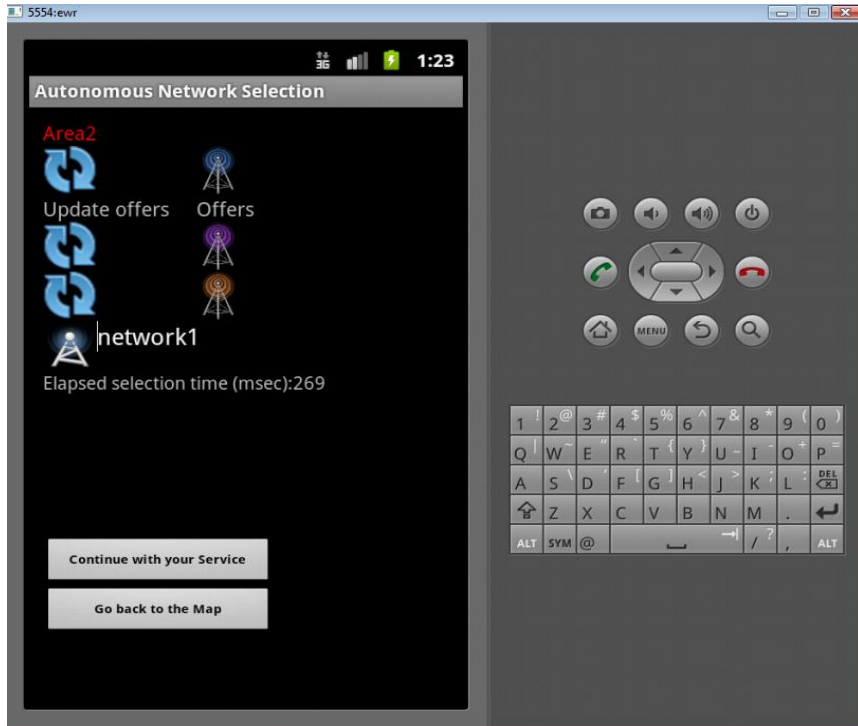 5554:ewr
3G 1:23
Autonomous Network Selection
Area2
Update offers Offers
network1
Elapsed selection time (msec):269
Continue with your Service
Go back to the Map
MENU
1 ! 2 @ 3 # 4 $ 5 % 6 ^ 7 & 8 * 9 ( 0 )
Q | W ~ E " R ` T { Y } U _ I - O + P =
A S \ D ' F [ G ] H < J > K ; L : DEL
Z X C V B N M .
ALT SYM @ / ? , ALT